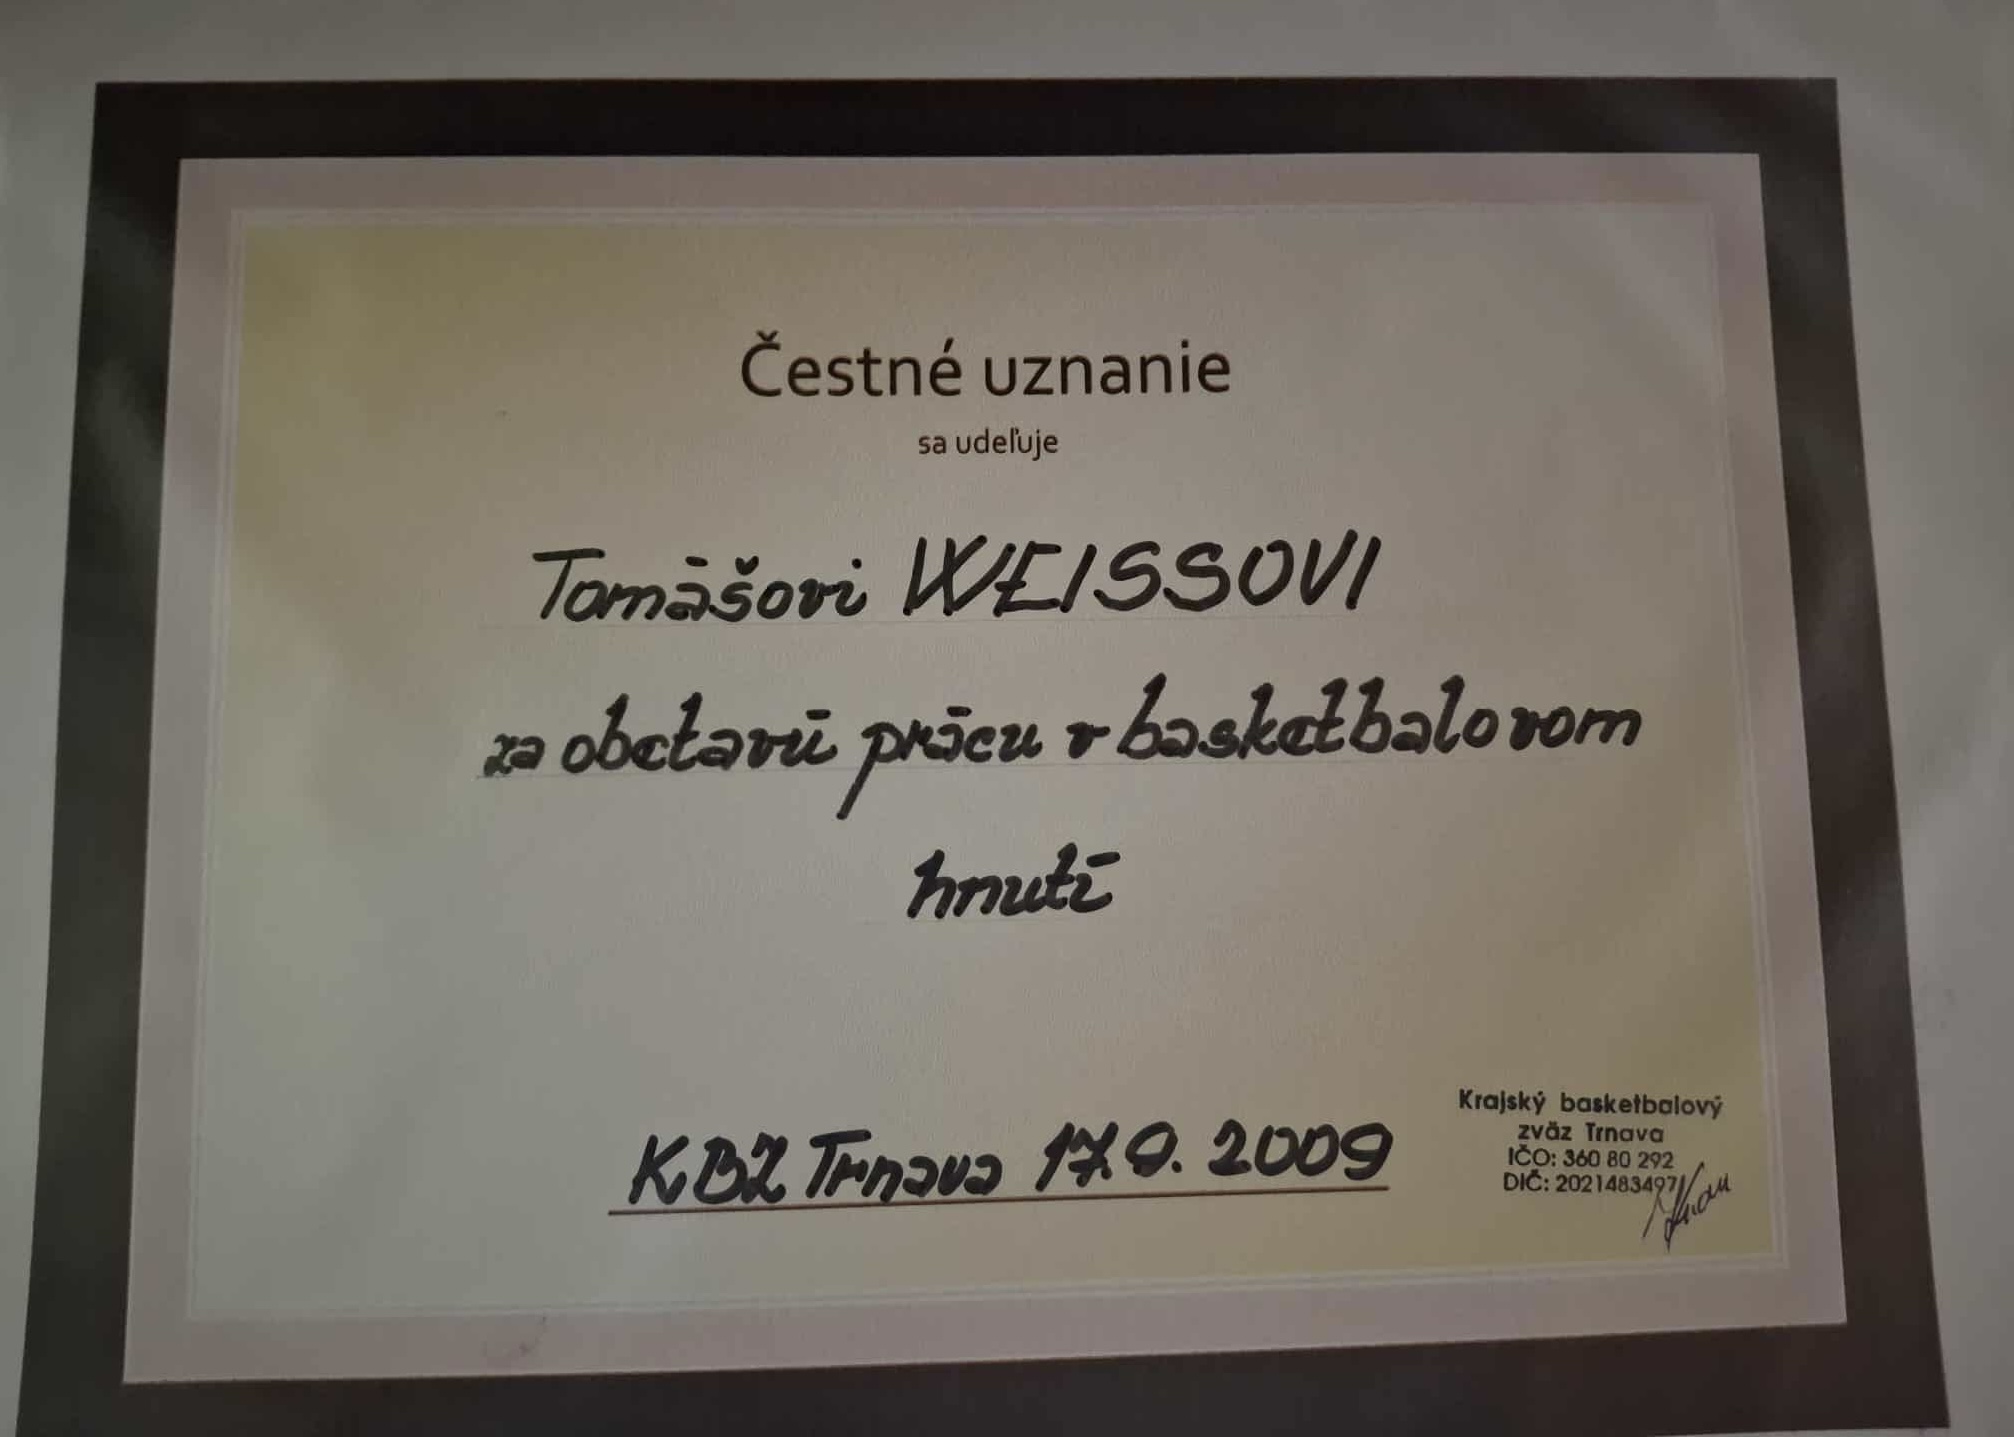 Čestné uznanie
sa udeľuje
Tomášovi WEISSOVI
za obetavú prácu v basketbalovom
hnutí
KBZ Trnava 17.9.2009
Krajský basketbalový
zväz Trnava
IČO: 360 80 292
DIČ: 2021483497